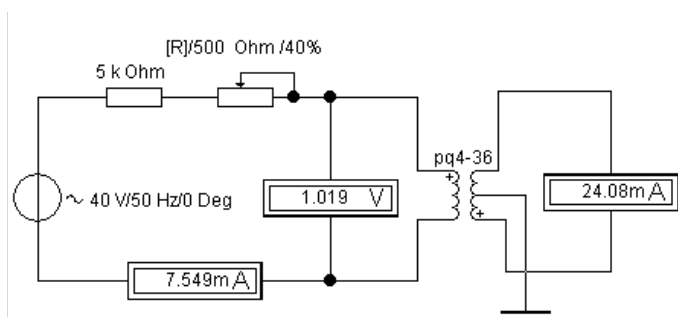 [R]/500 Ohm /40%
5 k Ohm
pq4-36
40 V/50 Hz/0 Deg
1.019 V
24.08m A
7.549m A